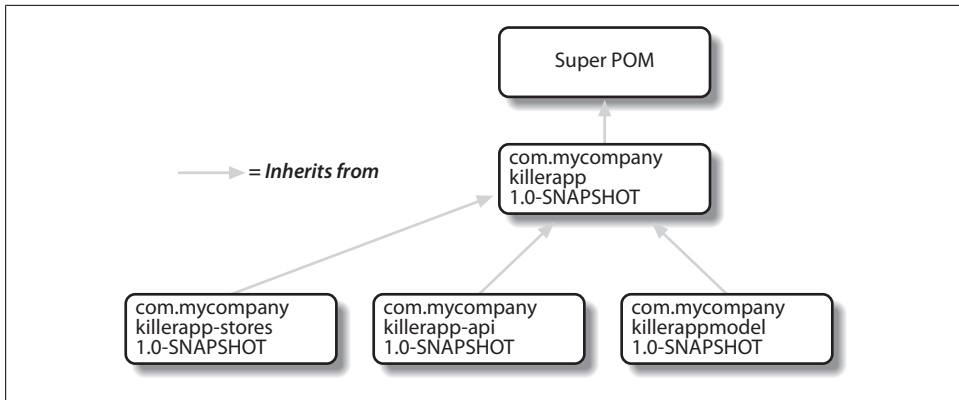 Super POM
com.mycompany
killerapp
1.0-SNAPSHOT
= Inherits from
com.mycompany
killerapp-stores
1.0-SNAPSHOT
com.mycompany
killerapp-api
1.0-SNAPSHOT
com.mycompany
killerappmodel
1.0-SNAPSHOT